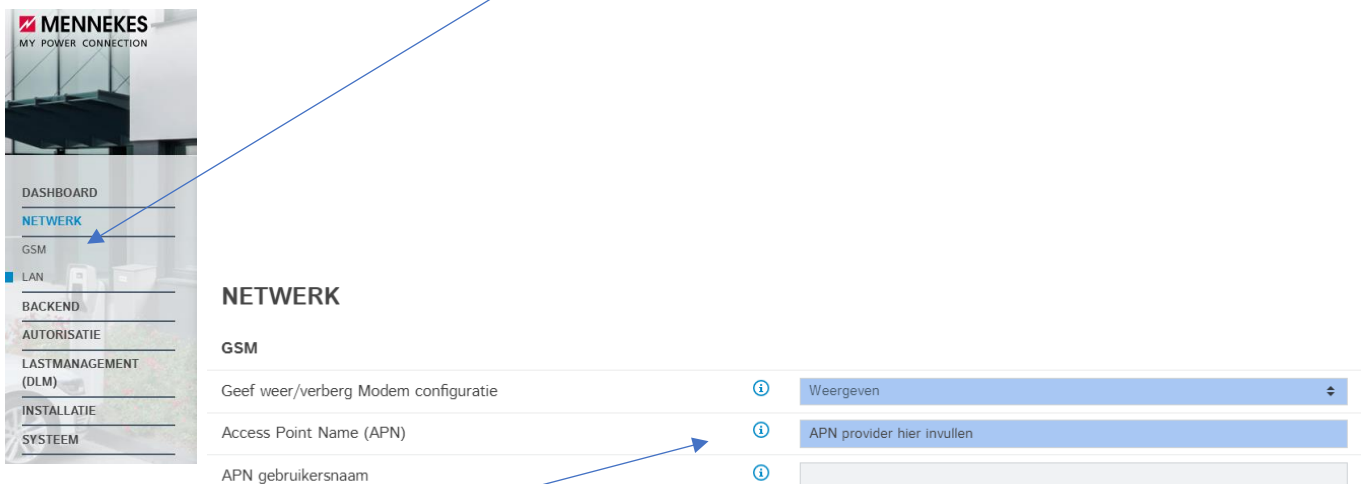 MENNEKES
MY POWER CONNECTION
DASHBOARD
NETWERK
GSM
LAN
BACKEND
AUTORISATIE
LASTMANAGEMENT
(DLM)
INSTALLATIE
SYSTEEM
NETWERK
GSM
Geef weer/verberg Modem configuratie Weergeven
Access Point Name (APN) APN provider hier invullen
APN gebruikersnaam